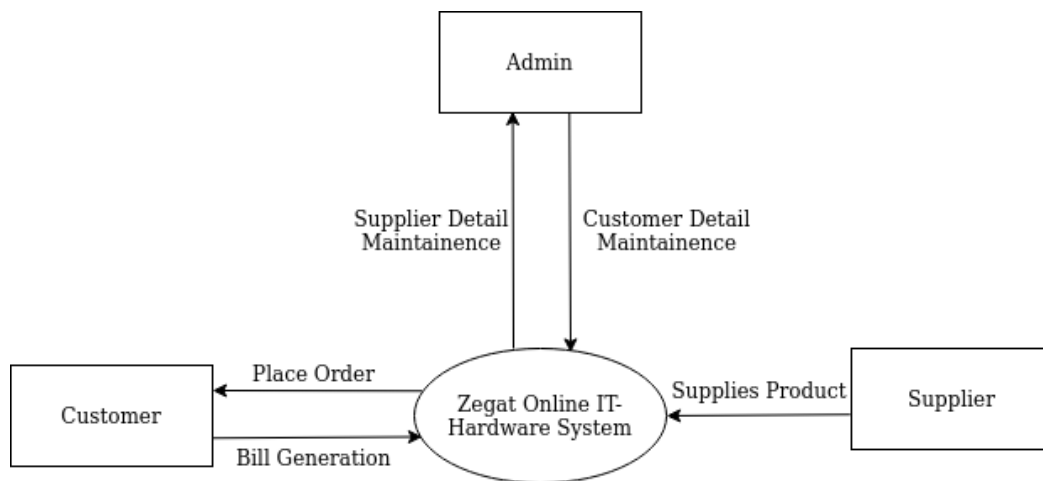 Admin
Supplier Detail
Maintainence
Customer Detail
Maintainence
Place Order
Customer
Bill Generation
Zegat Online IT-
Hardware System
Supplies Product
Supplier